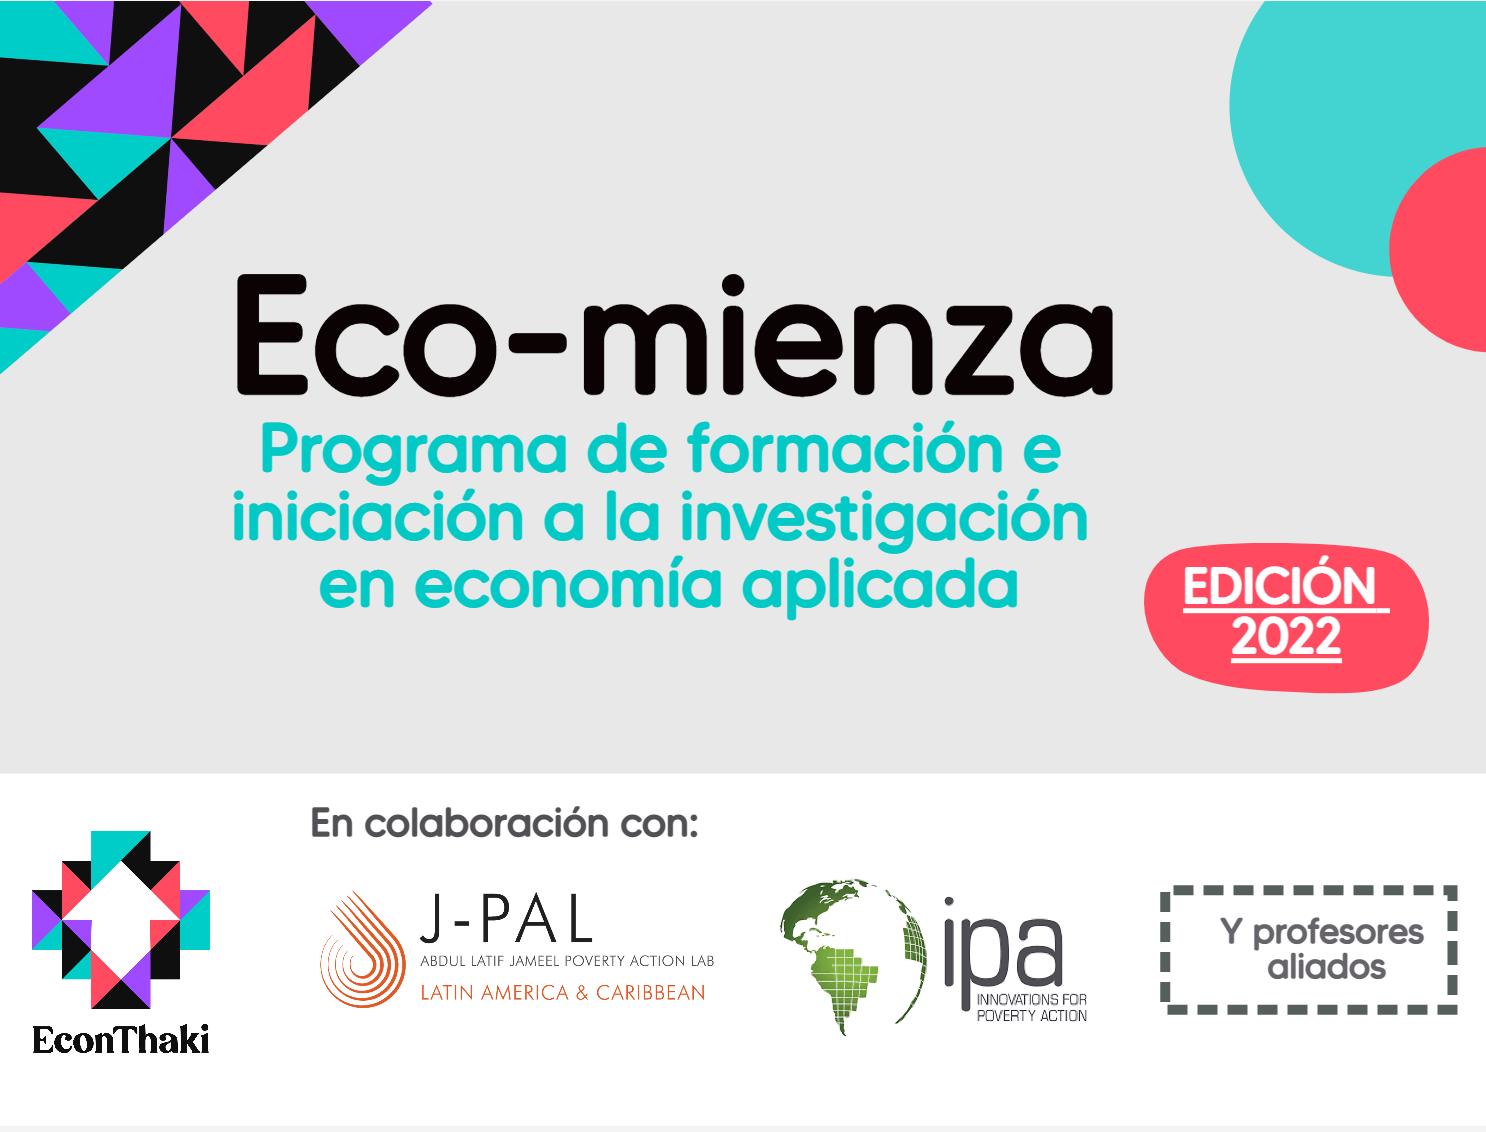 Eco-mienza
Programa de formación e
iniciación a la investigación
en economía aplicada
EDICIÓN
2022
En colaboración con:
EconThaki
J-PAL
ABDUL LATIF JAMEEL POVERTY ACTION LAB
LATIN AMERICA & CARIBBEAN
ipa
INNOVATIONS FOR
POVERTY ACTION
Y profesores
aliados